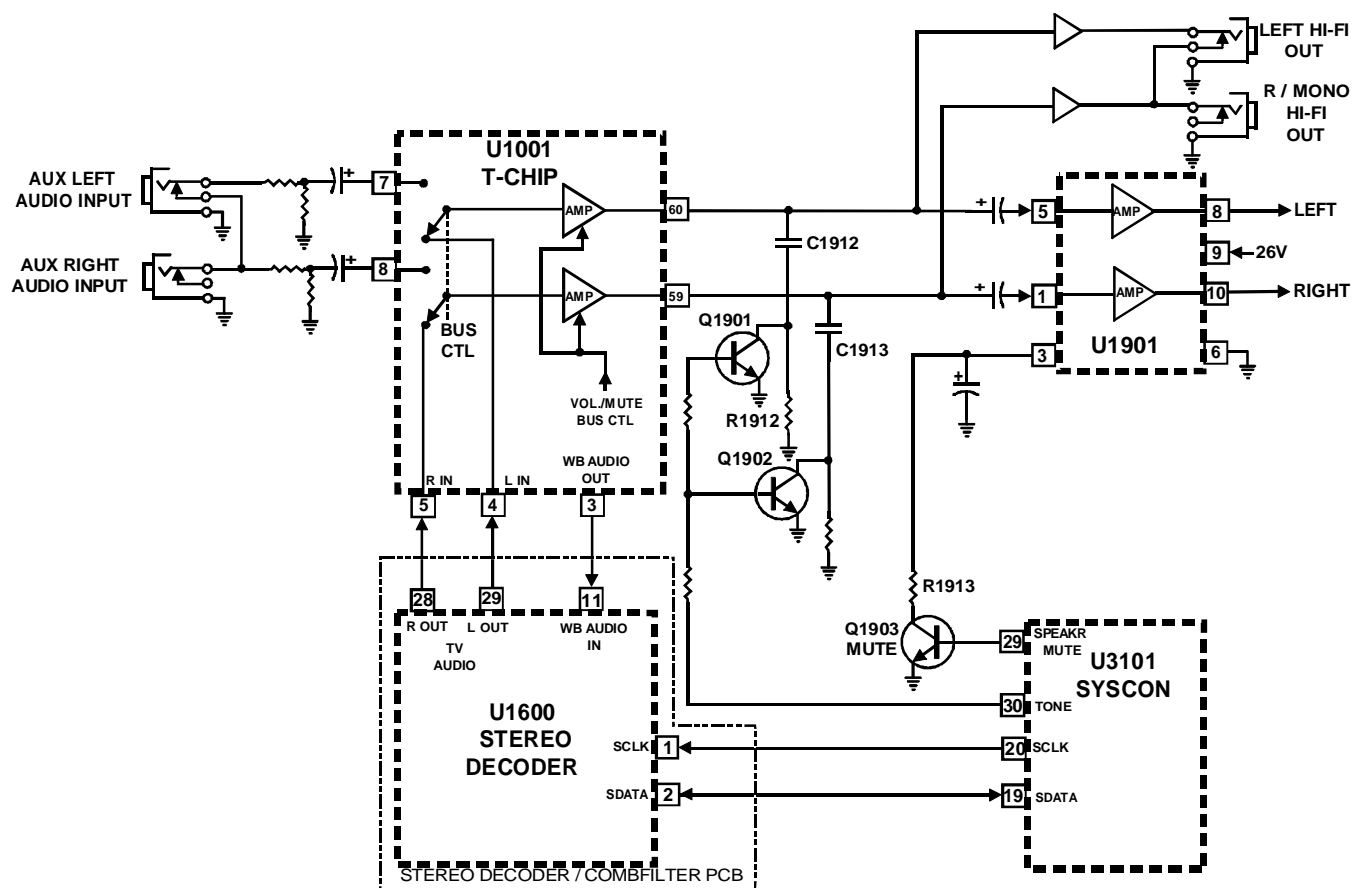 LEFT HI-FI
OUT
R / MONO
HI-FI
OUT
AUX LEFT
AUDIO INPUT
AUX RIGHT
AUDIO INPUT
U1001
T-CHIP
7
8
AMP
AMP
BUS
CTL
VOL./MUTE
BUS CTL
60
59
R IN
L IN
WB AUDIO
OUT
5
4
3
C1912
C1913
Q1901
R1912
Q1902
5
1
3
AMP
AMP
U1901
8
9
10
6
LEFT
26V
RIGHT
28
29
11
R OUT
L OUT
WB AUDIO
IN
TV
AUDIO
U1600
STEREO
DECODER
SCLK
1
SDATA
2
STEREO DECODER / COMBFILTER PCB
R1913
Q1903
MUTE
29
SPEAKR
MUTE
U3101
SYSCON
30
TONE
20
SCLK
19
SDATA
+
+
+
+
+